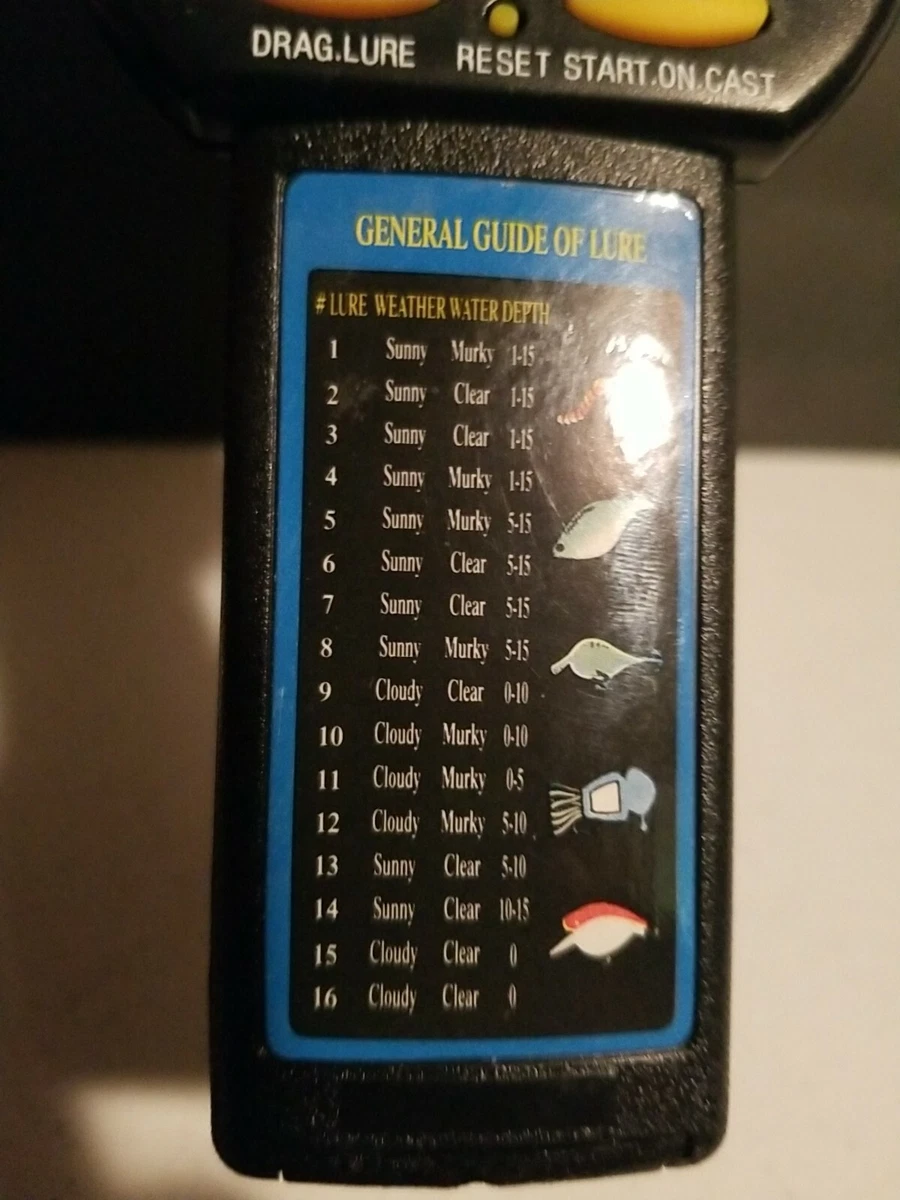 DRAG.LURE RESET START.ON.CAST
GENERAL GUIDE OF LURE
# LURE WEATHER WATER DEPTH
1 Sunny Murky 1-15
2 Sunny Clear 1-15
3 Sunny Clear 1-15
4 Sunny Murky 1-15
5 Sunny Murky 5-15
6 Sunny Clear 5-15
7 Sunny Clear 5-15
8 Sunny Murky 5-15
9 Cloudy Clear 0-10
10 Cloudy Murky 0-10
11 Cloudy Murky 0-5
12 Cloudy Murky 5-10
13 Sunny Clear 5-10
14 Sunny Clear 10-15
15 Cloudy Clear 0
16 Cloudy Clear 0